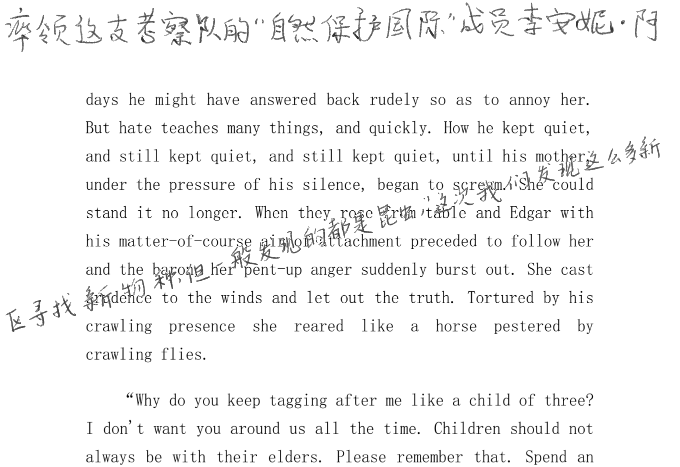 率领这支考察队的“自然保护国际”成员李安妮·阿
days he might have answered back rudely so as to annoy her.
But hate teaches many things, and quickly. How he kept quiet,
and still kept quiet, and still kept quiet, until his mother,
under the pressure of his silence, began to scream. She could
stand it no longer. When they rose from table and Edgar with
his matter-of-course air of attachment preceded to follow her
and the baron, her pent-up anger suddenly burst out. She cast
prudence to the winds and let out the truth. Tortured by his
crawling presence she reared like a horse pestered by
crawling flies.
区寻找新物种,但一般发现的都是昆虫,这次我们发现这么多新
“Why do you keep tagging after me like a child of three?
I don't want you around us all the time. Children should not
always be with their elders. Please remember that. Spend an